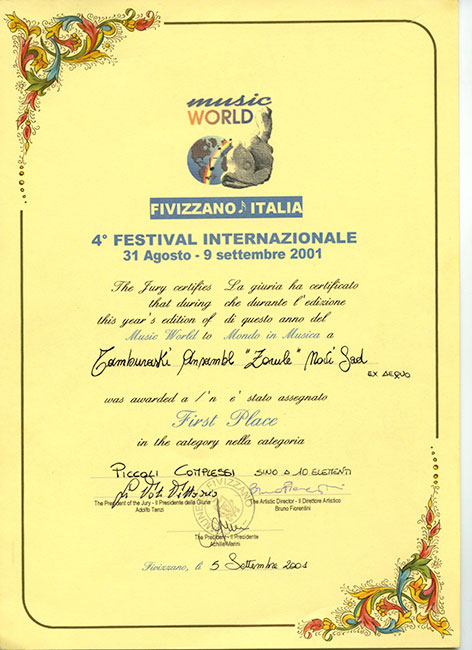 music
WORLD
FIVIZZANO ITALIA
4° FESTIVAL INTERNAZIONALE
31 Agosto - 9 settembre 2001
The Jury certifies La giuria ha certificato
that during che durante l'edizione
this year's edition of di questo anno del
Music World to Mondo in Musica a
Tamburaski Ansambl "Zorule" Novi Sad
EX AEQUO
was awarded a /'n e' stato assegnato
First Place
in the category nella categoria
PICCOLI COMPLESSI SINO A 10 ELEMENTI
The President of the Jury - Il Presidente della Giuria
Adolfo Tanzi
The Artistic Director - Il Direttore Artistico
Bruno Fiorentini
FIVIZZANO
The President - Il Presidente
Achille Marini
Fivizzano, li 5 Settembre 2001